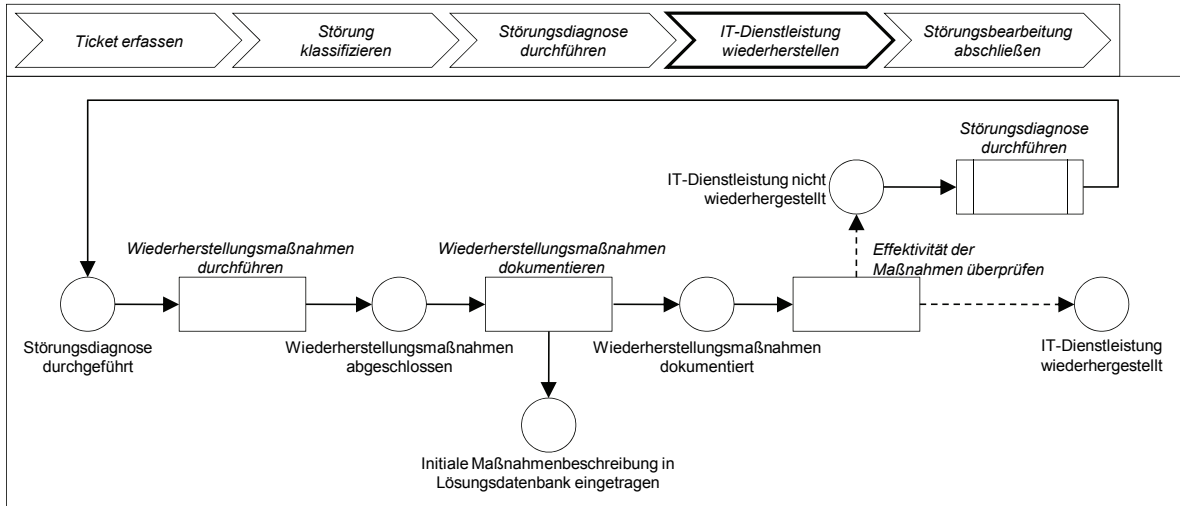 Ticket erfassen
Störung
klassifizieren
Störungsdiagnose
durchführen
IT-Dienstleistung
wiederherstellen
Störungsbearbeitung
abschließen
Störungsdiagnose
durchführen
IT-Dienstleistung nicht
wiederhergestellt
Wiederherstellungsmaßnahmen
durchführen
Wiederherstellungsmaßnahmen
dokumentieren
Effektivität der
Maßnahmen überprüfen
Störungsdiagnose
durchgeführt
Wiederherstellungsmaßnahmen
abgeschlossen
Wiederherstellungsmaßnahmen
dokumentiert
IT-Dienstleistung
wiederhergestellt
Initiale Maßnahmenbeschreibung in
Lösungsdatenbank eingetragen